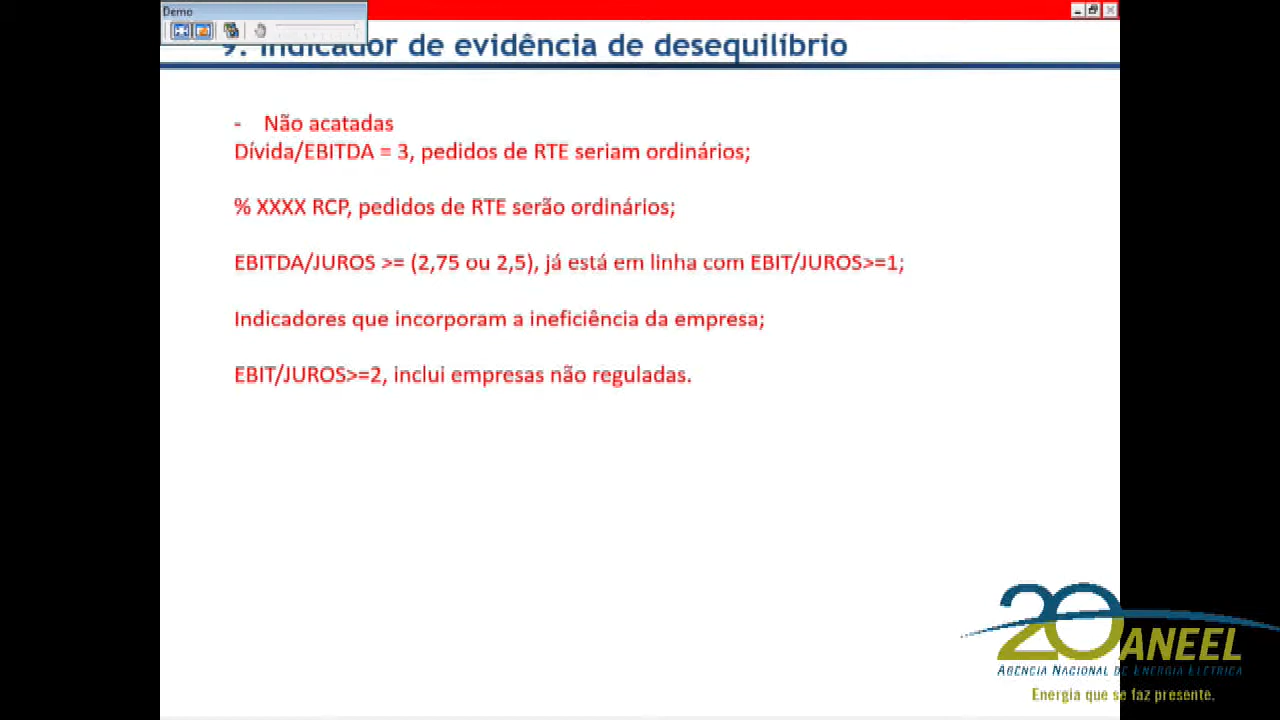 Demo
9. Indicador de evidência de desequilíbrio
- Não acatadas
Dívida/EBITDA = 3, pedidos de RTE seriam ordinários;
% XXXX RCP, pedidos de RTE serão ordinários;
EBITDA/JUROS >= (2,75 ou 2,5), já está em linha com EBIT/JUROS>=1;
Indicadores que incorporam a ineficiência da empresa;
EBIT/JUROS>=2, inclui empresas não reguladas.
20 ANEEL
AGÊNCIA NACIONAL DE ENERGIA ELÉTRICA
Energia que se faz presente.